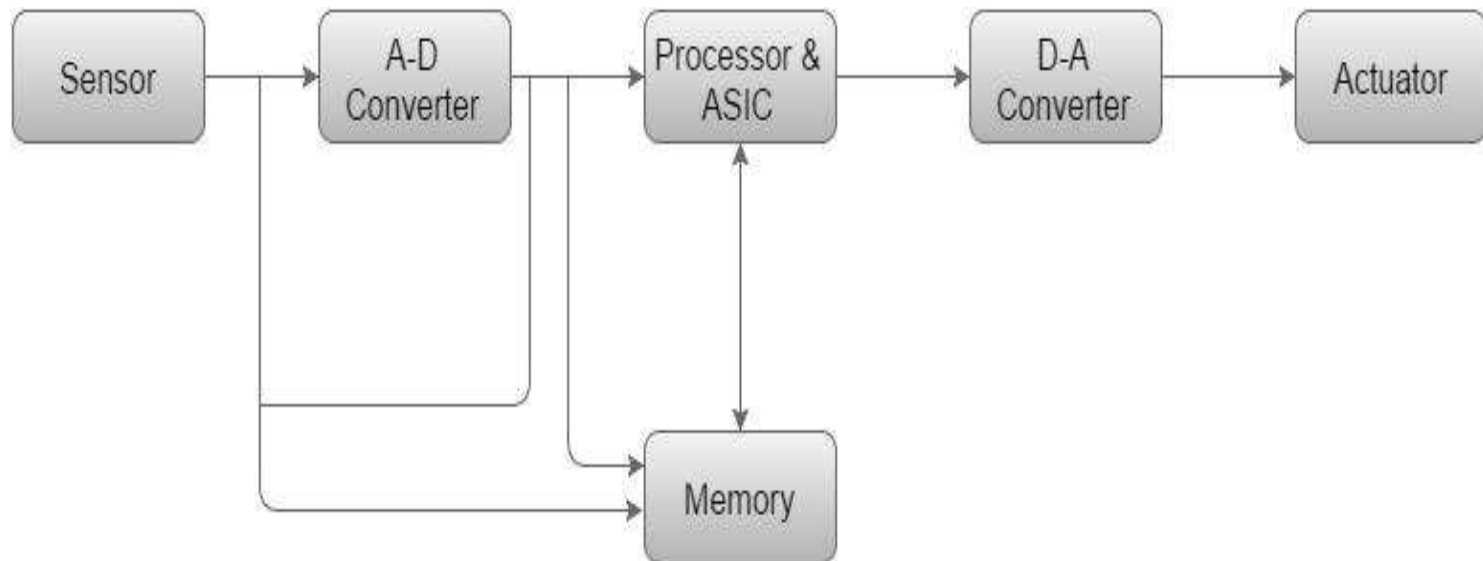 Sensor
A-D
Converter
Processor &
ASIC
D-A
Converter
Actuator
Memory